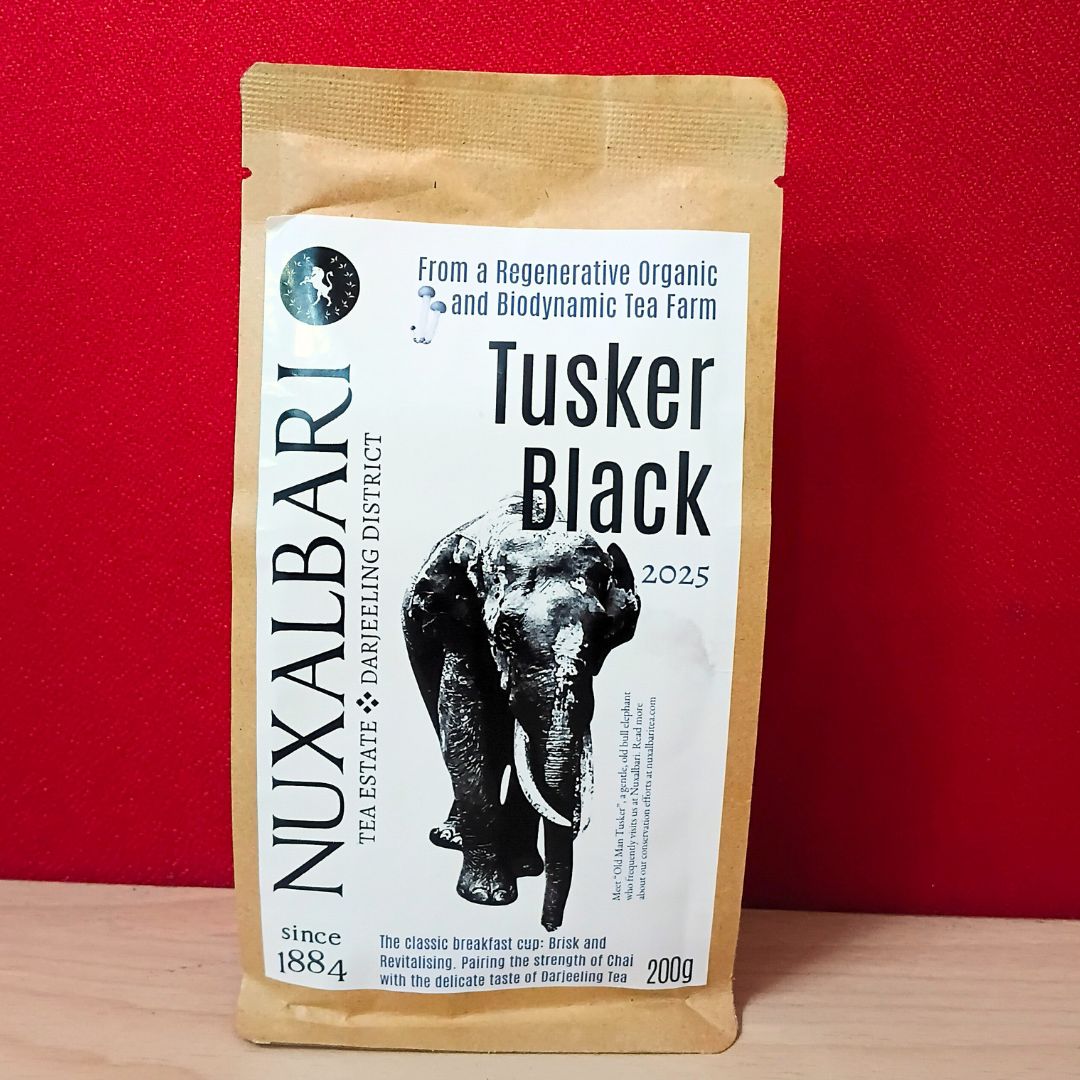 From a Regenerative Organic
and Biodynamic Tea Farm
Tusker
Black
2025
NUXALBARI
TEA ESTATE ❖ DARJEELING DISTRICT
Meet "Old Man Tusker", a gentle, old bull elephant
who frequently visits us at Nuxalbari. Read more
about our conservation efforts at nuxalbaritea.com
since
1884
The classic breakfast cup: Brisk and
Revitalising. Pairing the strength of Chai
with the delicate taste of Darjeeling Tea
200g